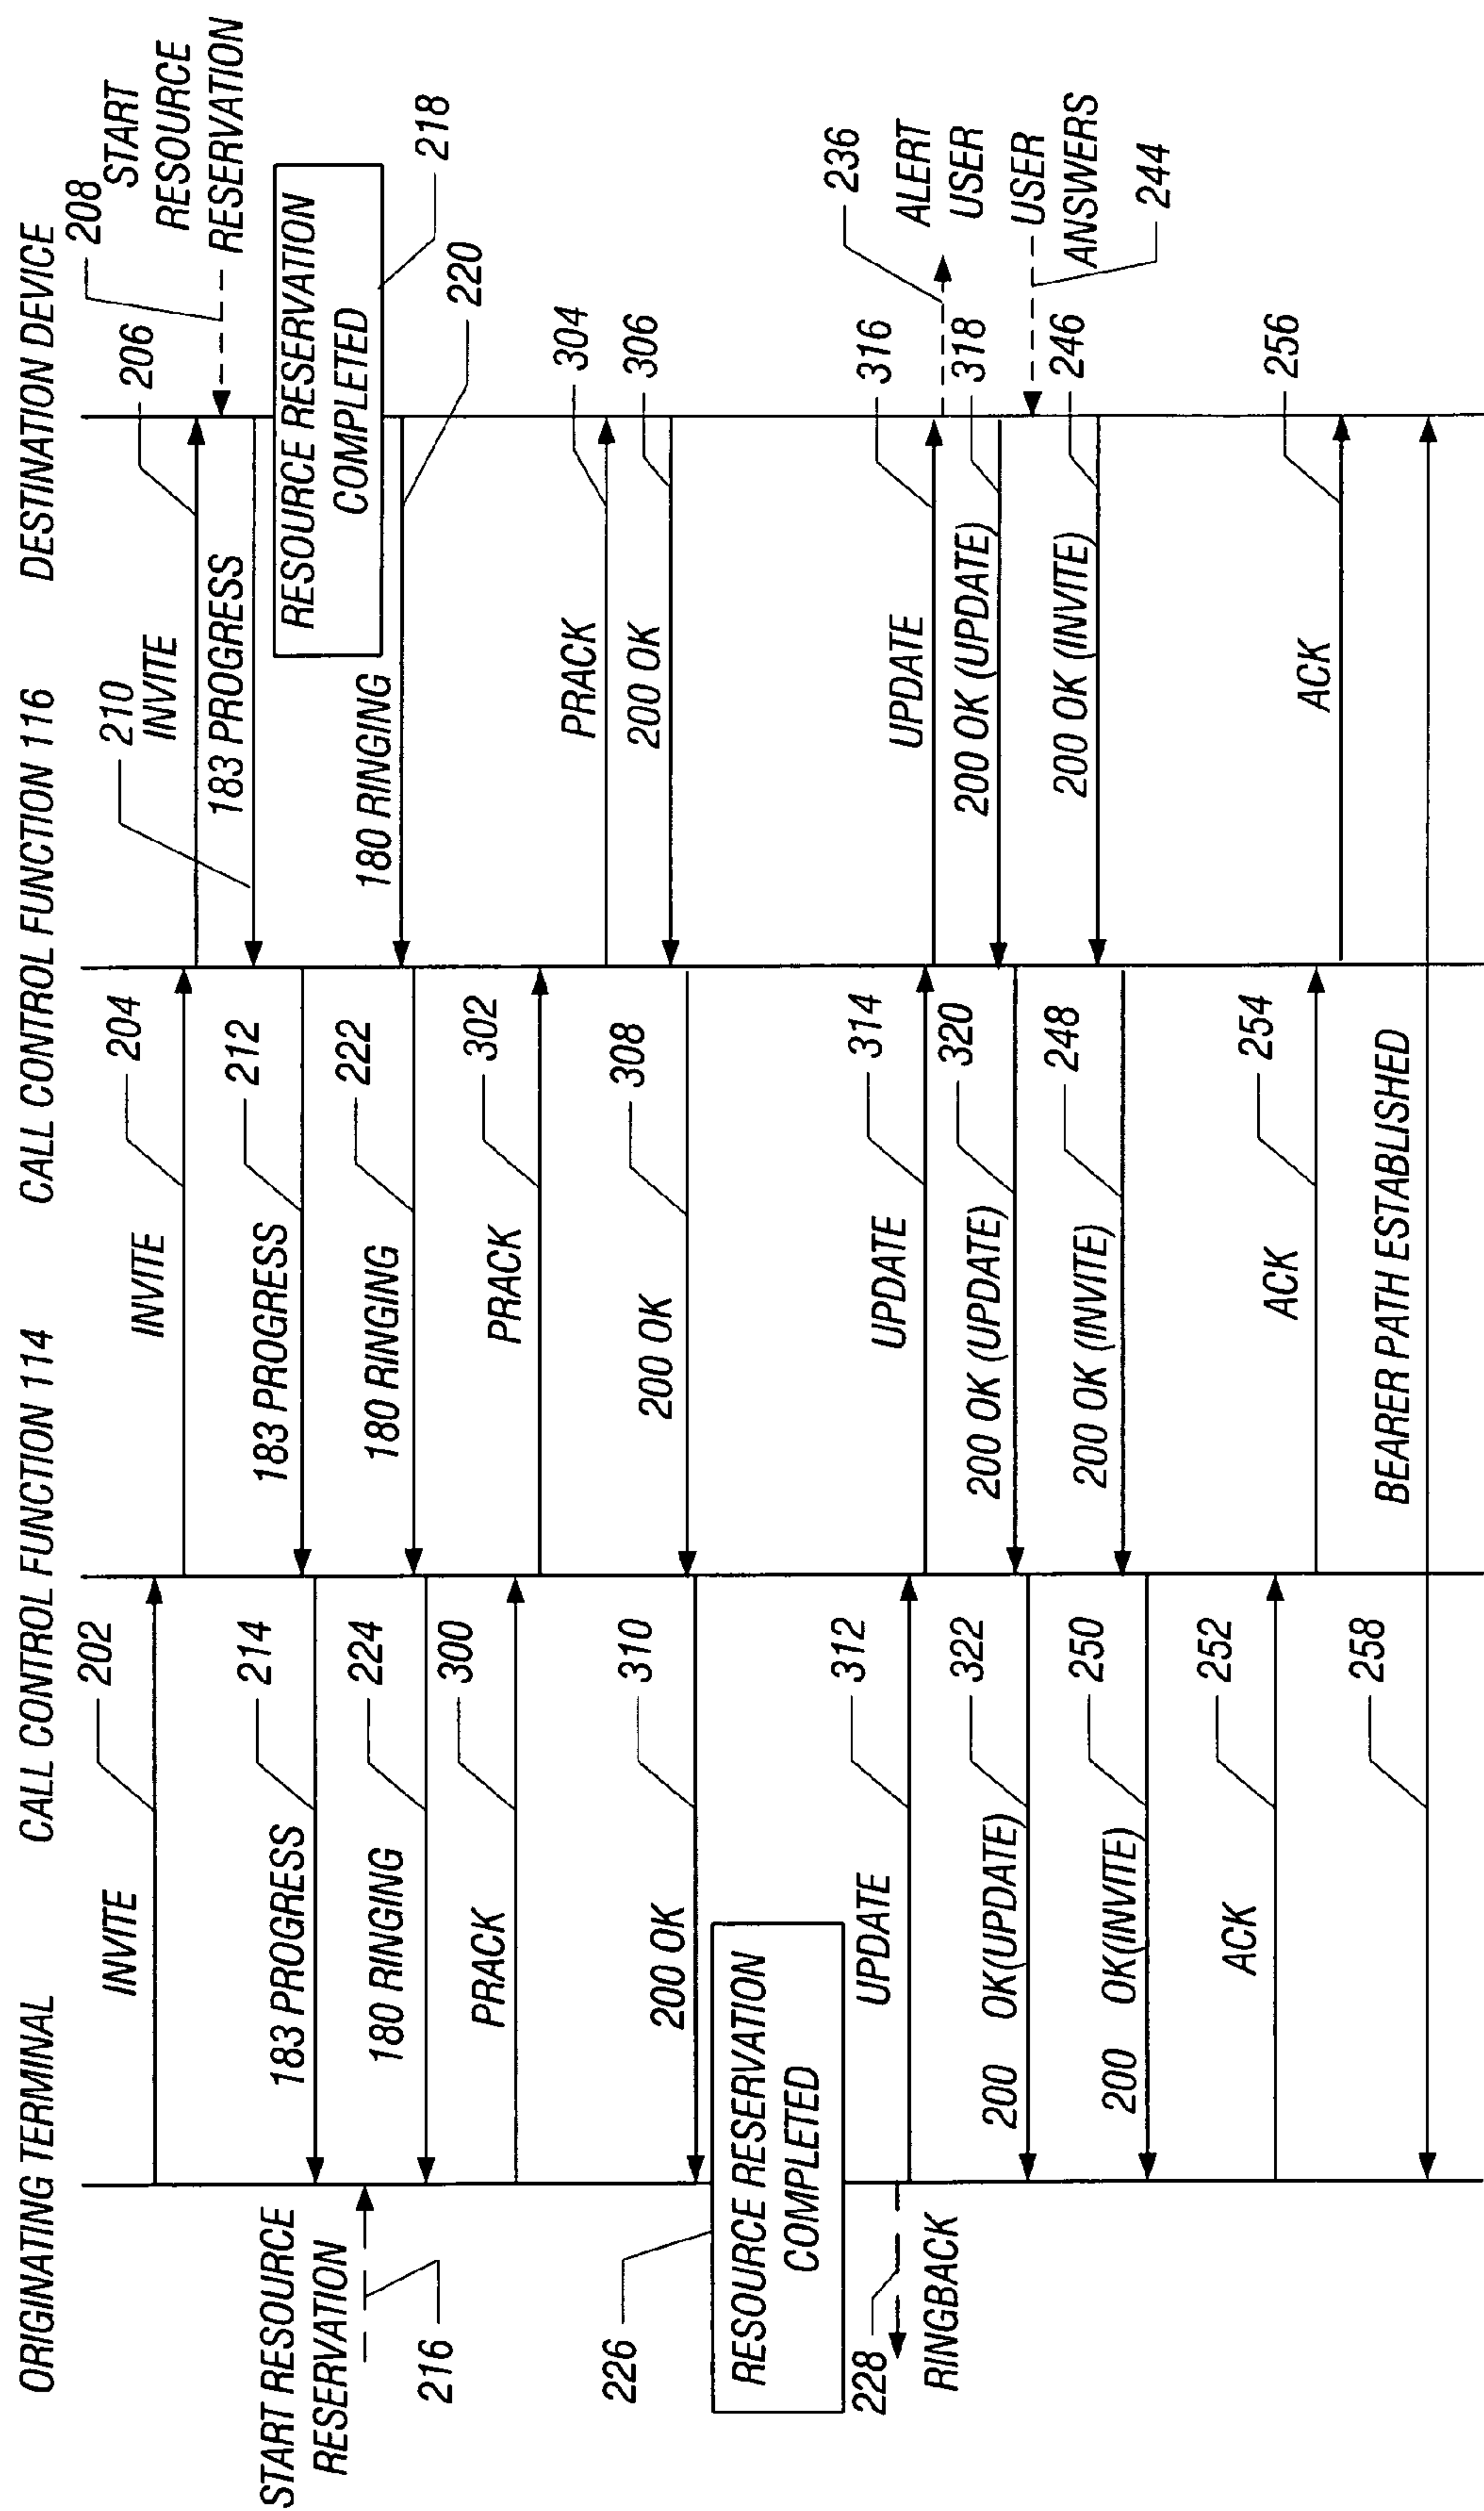 ORIGINATING TERMINAL
CALL CONTROL FUNCTION 114
CALL CONTROL FUNCTION 116
DESTINATION DEVICE
208
START
RESOURCE
RESERVATION
202
INVITE
204
INVITE
206
210
INVITE
183 PROGRESS
212
183 PROGRESS
214
183 PROGRESS
START RESOURCE
RESERVATION
216
RESOURCE RESERVATION
COMPLETED
218
220
180 RINGING
222
180 RINGING
224
180 RINGING
300
PRACK
302
PRACK
304
PRACK
306
200 OK
308
200 OK
310
200 OK
226
RESOURCE RESERVATION
COMPLETED
228
RINGBACK
312
UPDATE
314
UPDATE
316
UPDATE
236
ALERT
USER
318
200 OK (UPDATE)
320
200 OK (UPDATE)
322
200 OK(UPDATE)
USER
ANSWERS
244
246
200 OK (INVITE)
248
200 OK (INVITE)
250
200 OK(INVITE)
252
ACK
254
ACK
256
ACK
258
BEARER PATH ESTABLISHED